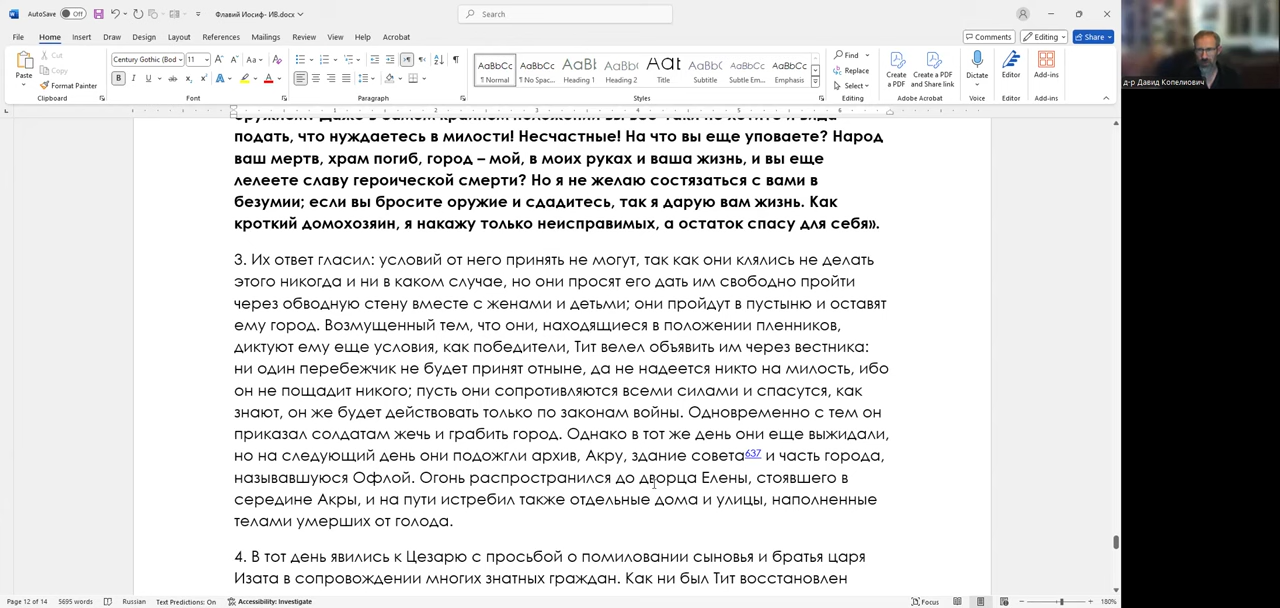 AutoSave Off Флавий Иосиф- ИВ.docx Search
File Home Insert Draw Design Layout References Mailings Review View Help Acrobat Comments Editing Share
Paste Cut Copy Format Painter Clipboard
Century Gothic (Bod 11 Font
Paragraph
AaBbCc Normal AaBbCc No Spac... AaBbC Heading 1 AaBbCc Heading 2 AaBb Title AaBbCc Subtitle AaBbCc Subtle Em... AaBbCc Emphasis Styles
Find Replace Select Editing
Create a PDF Create a PDF and Share link Adobe Acrobat
Dictate Voice Editor Editor Add-ins Add-ins
д-р Давид Копелиович
подать, что нуждаетесь в милости! Несчастные! На что вы еще уповаете? Народ
ваш мертв, храм погиб, город – мой, в моих руках и ваша жизнь, и вы еще
лелеете славу героической смерти? Но я не желаю состязаться с вами в
безумии; если вы бросите оружие и сдадитесь, так я дарую вам жизнь. Как
кроткий домохозяин, я накажу только неисправимых, а остаток спасу для себя».
3. Их ответ гласил: условий от него принять не могут, так как они клялись не делать
этого никогда и ни в каком случае, но они просят его дать им свободно пройти
через обводную стену вместе с женами и детьми; они пройдут в пустыню и оставят
ему город. Возмущенный тем, что они, находящиеся в положении пленников,
диктуют ему еще условия, как победители, Тит велел объявить им через вестника:
ни один перебежчик не будет принят отныне, да не надеется никто на милость, ибо
он не пощадит никого; пусть они сопротивляются всеми силами и спасутся, как
знают, он же будет действовать только по законам войны. Одновременно с тем он
приказал солдатам жечь и грабить город. Однако в тот же день они еще выжидали,
но на следующий день они подожгли архив, Акру, здание совета637 и часть города,
называвшуюся Офлой. Огонь распространился до дворца Елены, стоявшего в
середине Акры, и на пути истребил также отдельные дома и улицы, наполненные
телами умерших от голода.
4. В тот день явились к Цезарю с просьбой о помиловании сыновья и братья царя
Изата в сопровождении многих знатных граждан. Как ни был Тит восстановлен
Page 12 of 14 5695 words Russian Text Predictions: On Accessibility: Investigate Focus 180%